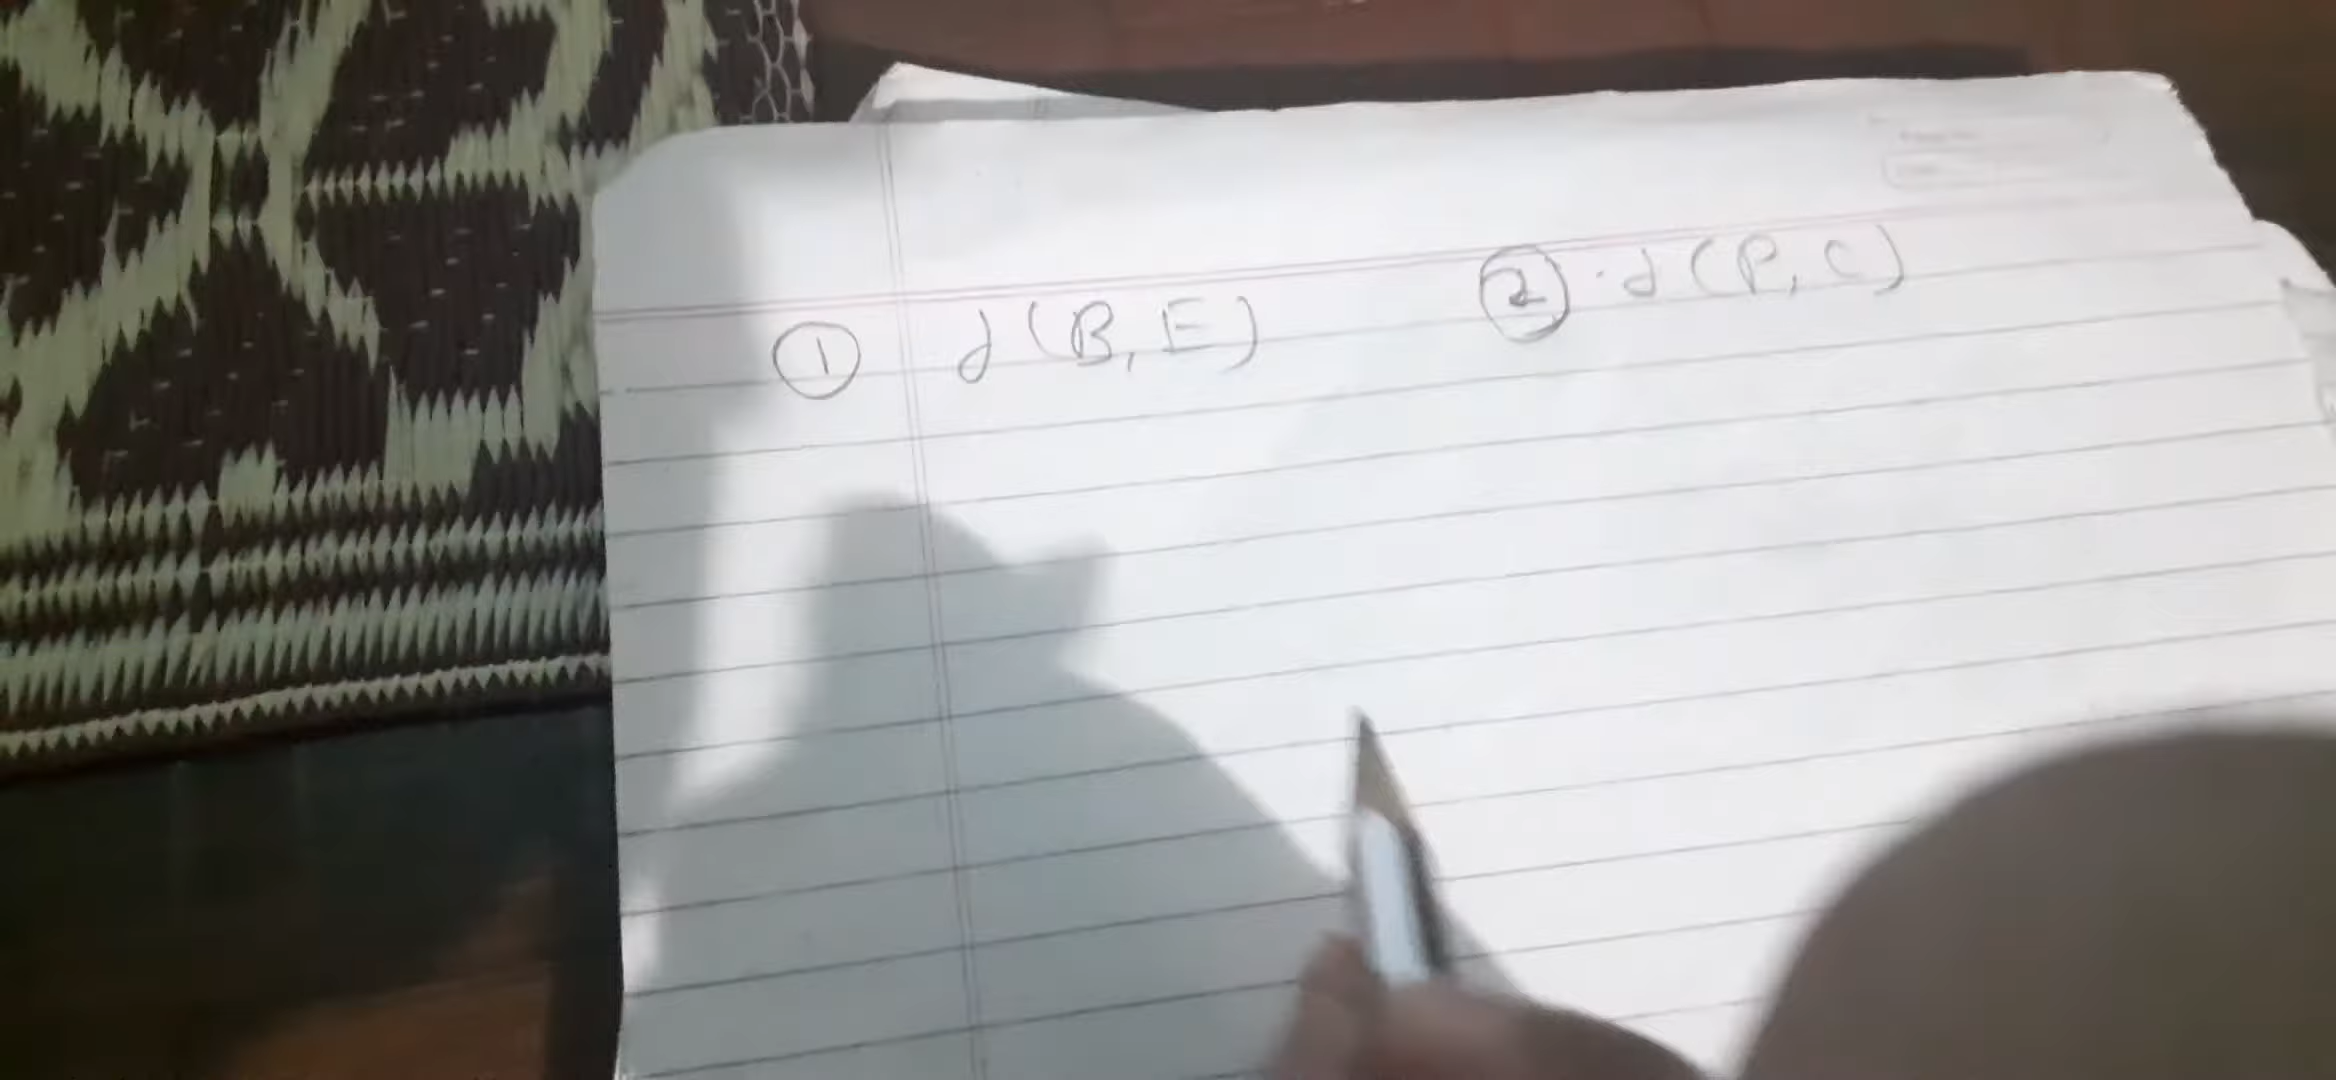 ① d(B, E) ② d(P, C)